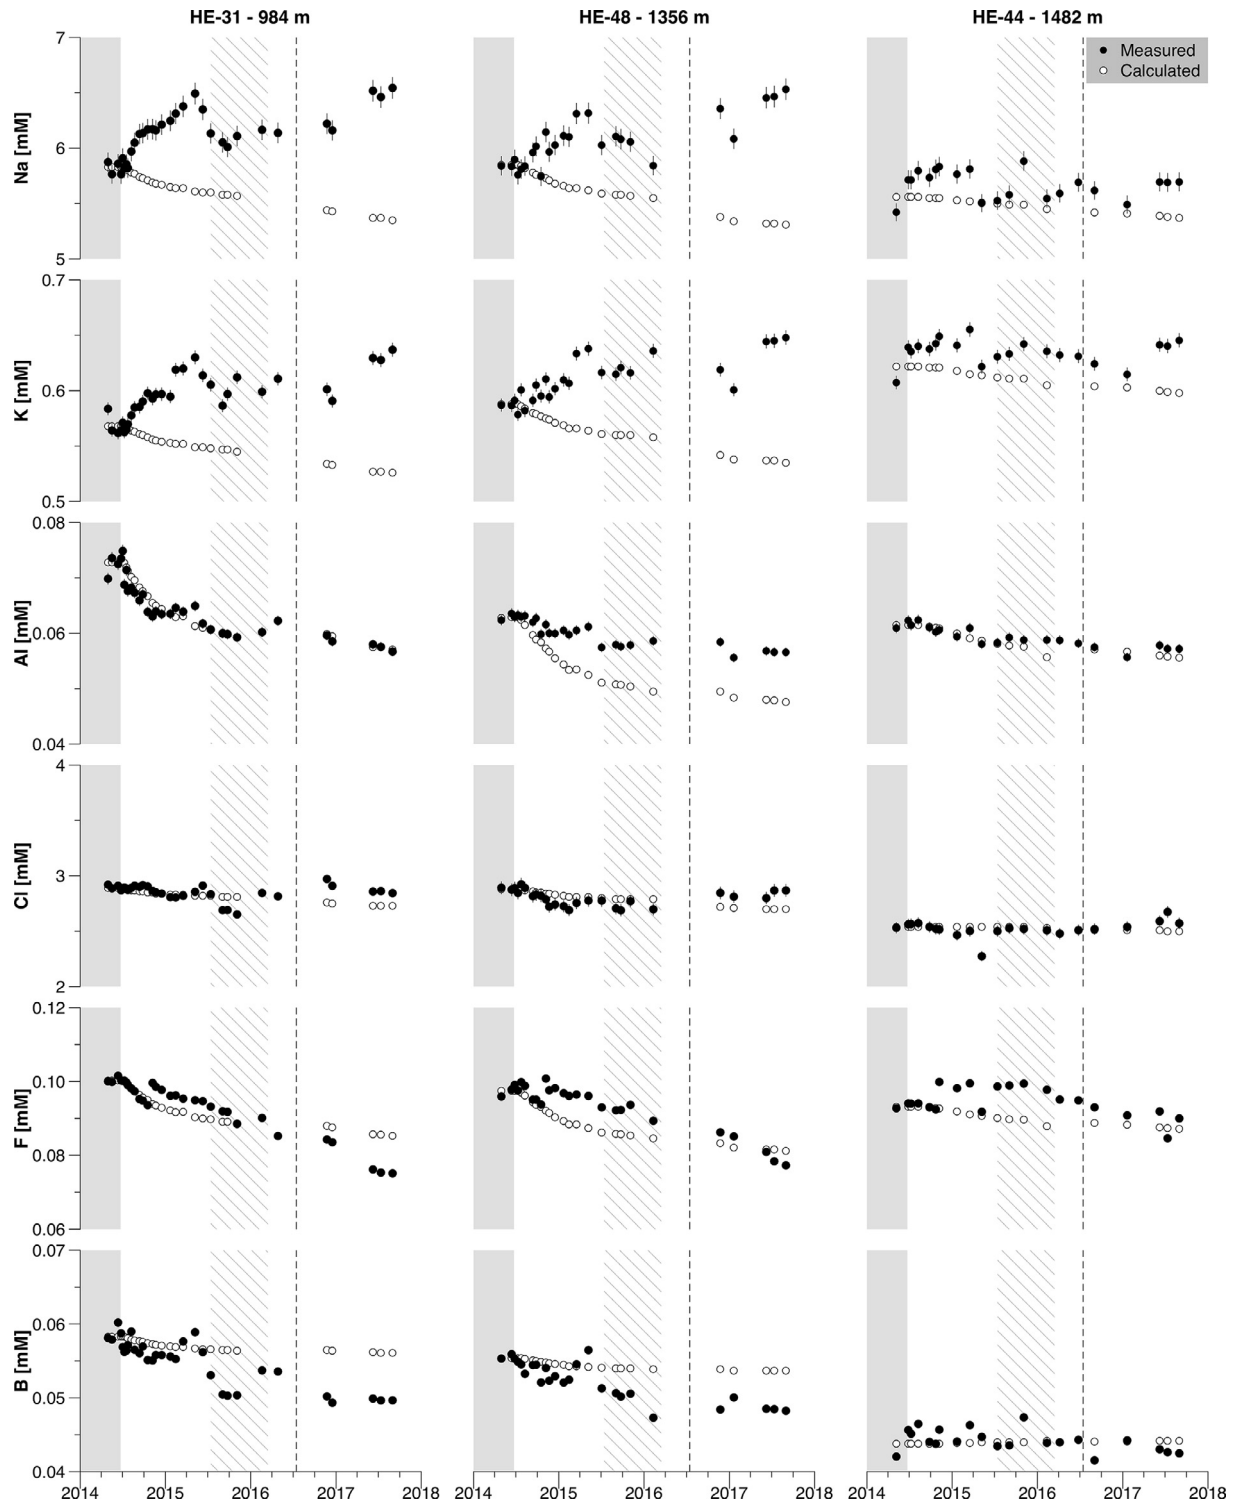 HE-31 - 984 m
HE-48 - 1356 m
HE-44 - 1482 m
Measured
Calculated
Na [mM]
7
6
5
K [mM]
0.7
0.6
0.5
Al [mM]
0.08
0.06
0.04
Cl [mM]
4
3
2
F [mM]
0.12
0.10
0.08
0.06
B [mM]
0.07
0.06
0.05
0.04
2014 2015 2016 2017 2018
2014 2015 2016 2017 2018
2014 2015 2016 2017 2018